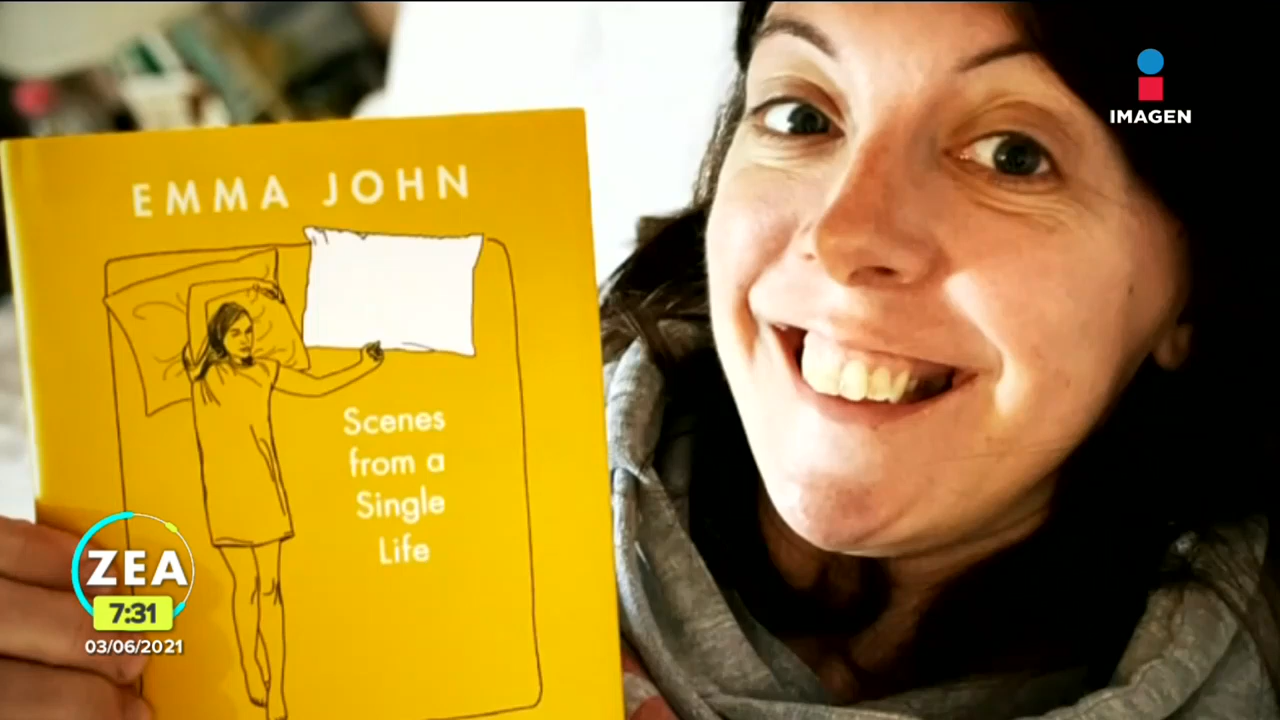 EMMA JOHN
Scenes
from a
Single
Life
IMAGEN
ZEA
7:31
03/06/2021